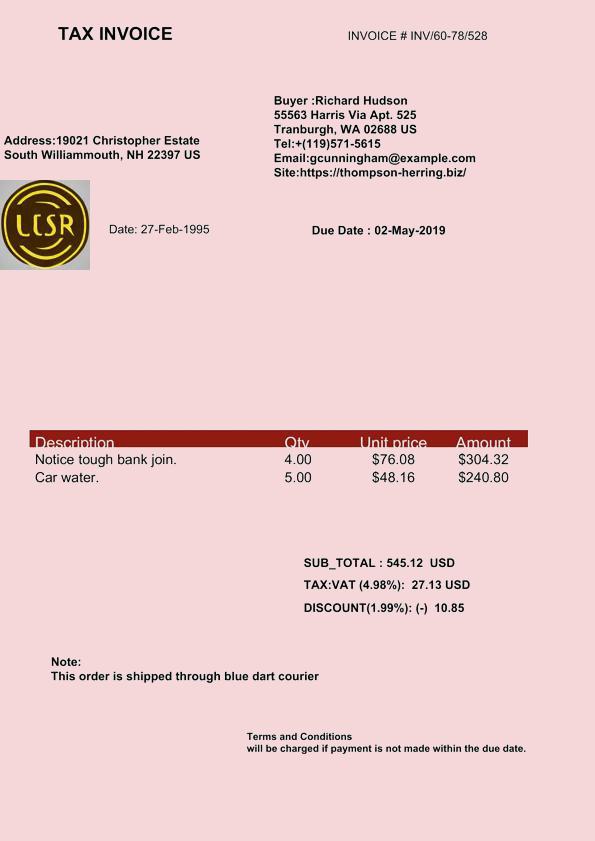 TAX INVOICE
INVOICE # INV/60-78/528
Buyer :Richard Hudson
55563 Harris Via Apt. 525
Tranburgh, WA 02688 US
Tel:+(119)571-5615
Email:gcunningham@example.com
Site:https://thompson-herring.biz/
Address:19021 Christopher Estate
South Williammouth, NH 22397 US
LCSR
Date: 27-Feb-1995
Due Date : 02-May-2019
Description Qty Unit price Amount
Notice tough bank join. 4.00 $76.08 $304.32
Car water. 5.00 $48.16 $240.80
SUB_TOTAL : 545.12 USD
TAX:VAT (4.98%): 27.13 USD
DISCOUNT(1.99%): (-) 10.85
Note:
This order is shipped through blue dart courier
Terms and Conditions
will be charged if payment is not made within the due date.